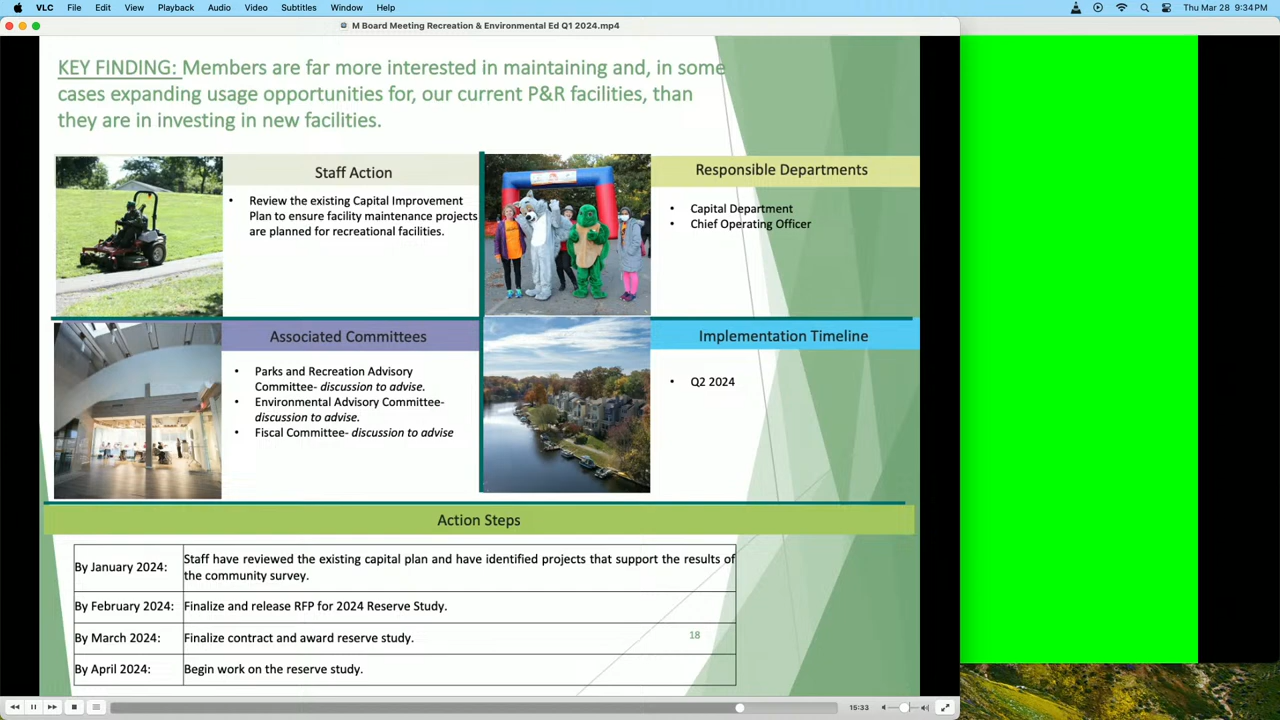 VLC File Edit View Playback Audio Video Subtitles Window Help
Thu Mar 28 9:34PM
M Board Meeting Recreation & Environmental Ed Q1 2024.mp4
KEY FINDING: Members are far more interested in maintaining and, in some
cases expanding usage opportunities for, our current P&R facilities, than
they are in investing in new facilities.
Staff Action
• Review the existing Capital Improvement
Plan to ensure facility maintenance projects
are planned for recreational facilities.
Responsible Departments
• Capital Department
• Chief Operating Officer
Associated Committees
• Parks and Recreation Advisory
Committee- discussion to advise.
• Environmental Advisory Committee-
discussion to advise.
• Fiscal Committee- discussion to advise
Implementation Timeline
• Q2 2024
Action Steps
By January 2024: Staff have reviewed the existing capital plan and have identified projects that support the results of
the community survey.
By February 2024: Finalize and release RFP for 2024 Reserve Study.
By March 2024: Finalize contract and award reserve study.
18
By April 2024: Begin work on the reserve study.
15:33